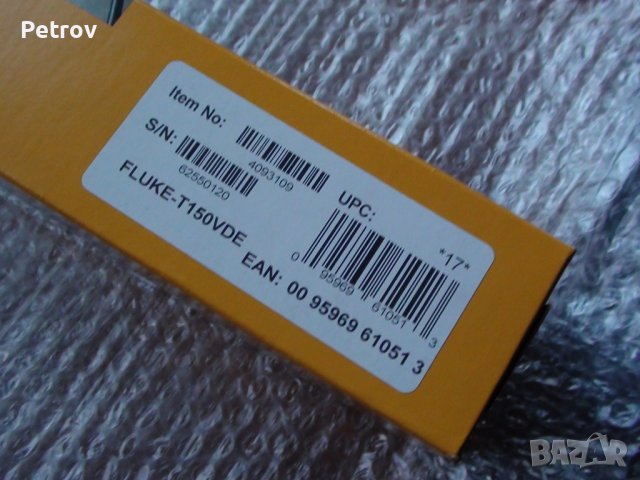 Petrov
Item No:
4093109
S/N:
62550120
FLUKE-T150VDE
UPC:
*17*
0 95969 61051 3
EAN: 00 95969 61051 3
BAZAR